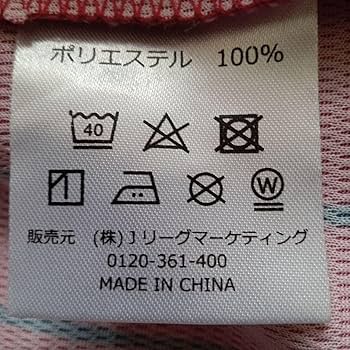 ポリエステル 100%
40
W
販売元 (株)Jリーグマーケティング
0120-361-400
MADE IN CHINA